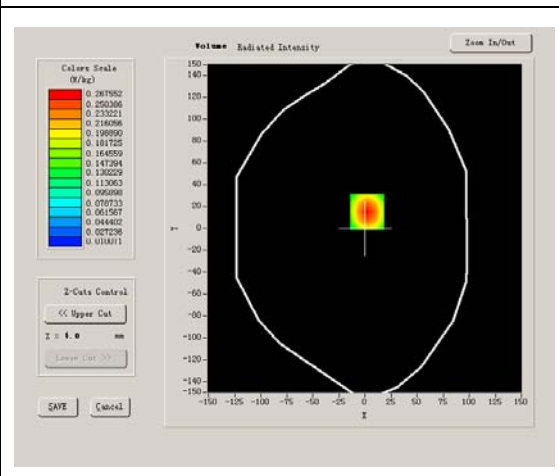 Volume Radiated Intensity
Zoom In/Out
Colors Scale
(W/kg)
0.267552
0.250386
0.233221
0.216056
0.198890
0.181725
0.164559
0.147394
0.130229
0.113063
0.095898
0.078733
0.061567
0.044402
0.027236
0.010071
150
140
120
100
80
60
40
20
0
-20
-40
-60
-80
-100
-120
-140
-150
Y
-150 -125 -100 -75 -50 -25 0 25 50 75 100 125 150
X
Z-Cuts Control
<< Upper Cut
Z = 4.0 mm
Lower Cut >>
SAVE
Cancel